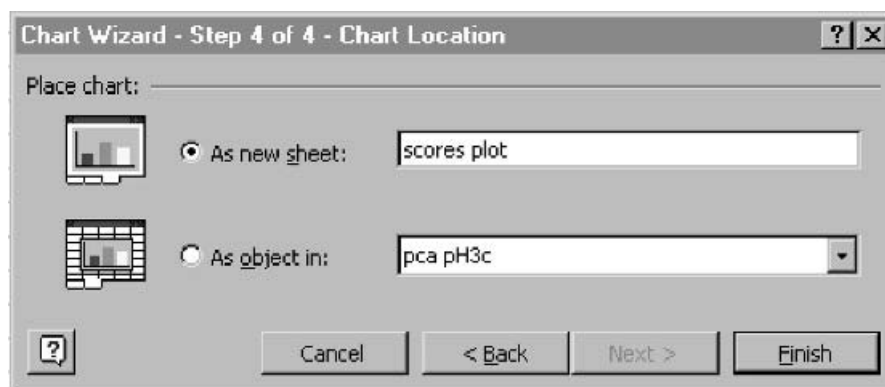 Chart Wizard - Step 4 of 4 - Chart Location ? X
Place chart:
As new sheet: scores plot
As object in: pca pH3c
? Cancel < Back Next > Finish